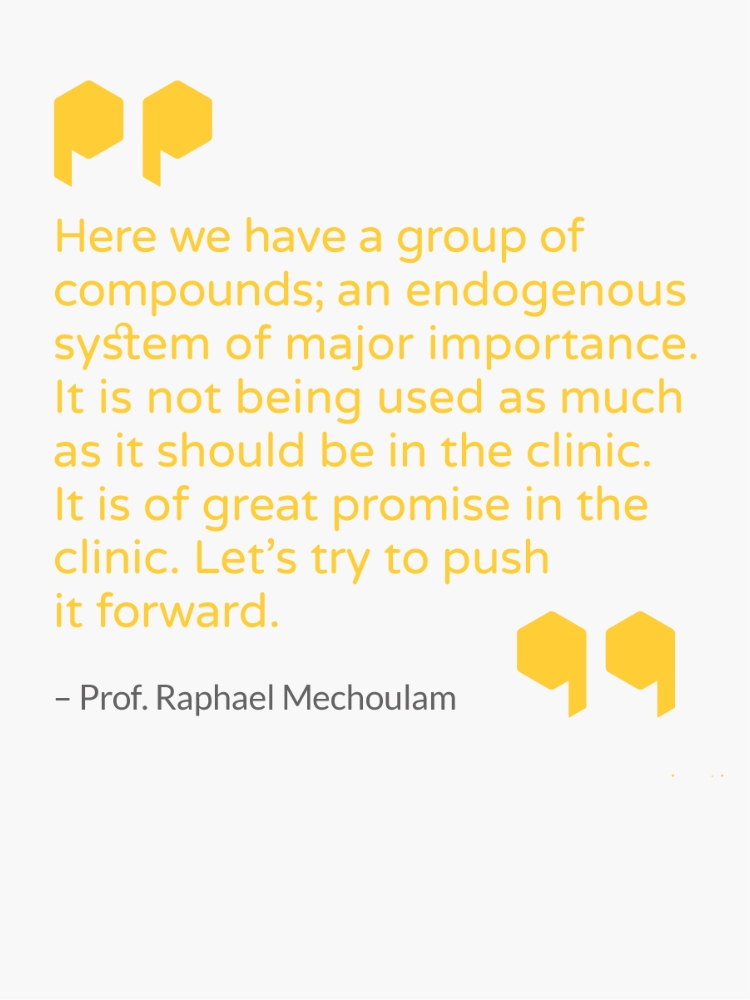 Here we have a group of
compounds; an endogenous
system of major importance.
It is not being used as much
as it should be in the clinic.
It is of great promise in the
clinic. Let’s try to push
it forward.
– Prof. Raphael Mechoulam